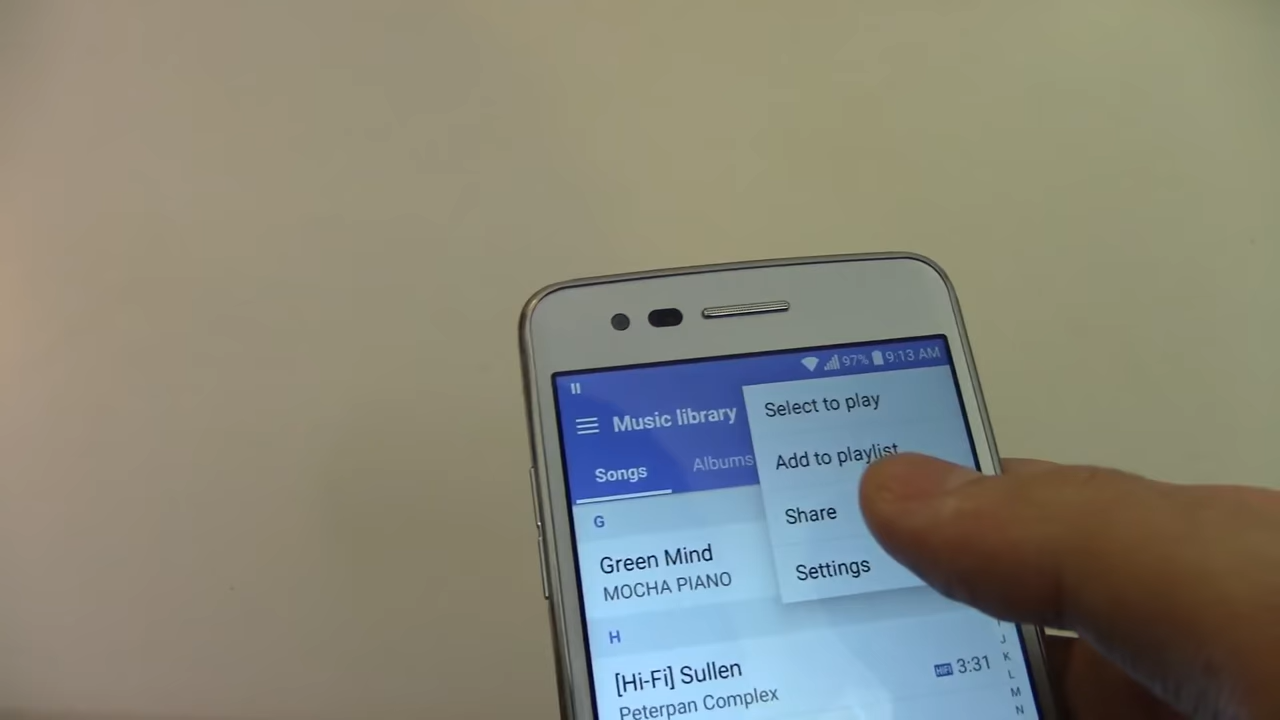 97% 9:13 AM
Music library
Songs Albums
Select to play
Add to playlist
Share
Settings
G
Green Mind
MOCHA PIANO
H
[Hi-Fi] Sullen
HIFI 3:31
Peterpan Complex
J
K
L
M
N